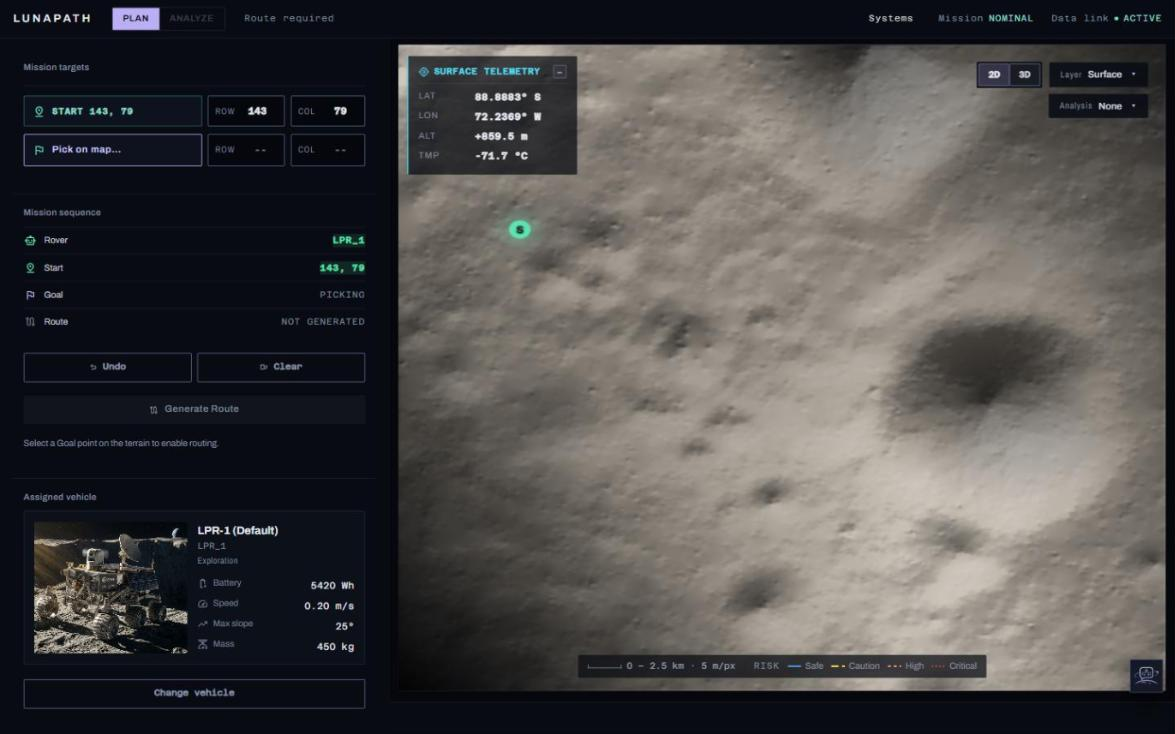 LUNAPATH PLAN ANALYZE Route required Systems Mission NOMINAL Data link • ACTIVE
Mission targets
START 143, 79 ROW 143 COL 79
Pick on map... ROW -- COL --
Mission sequence
Rover LPR_1
Start 143, 79
Goal PICKING
Route NOT GENERATED
Undo Clear
Generate Route
Select a Goal point on the terrain to enable routing.
Assigned vehicle
LPR-1 (Default)
LPR_1
Exploration
Battery 5420 Wh
Speed 0.20 m/s
Max slope 25°
Mass 450 kg
Change vehicle
SURFACE TELEMETRY −
LAT 88.8883° S
LON 72.2369° W
ALT +859.5 m
TMP -71.7 °C
2D 3D Layer Surface
Analysis None
S
0 — 2.5 km · 5 m/px RISK Safe Caution High Critical